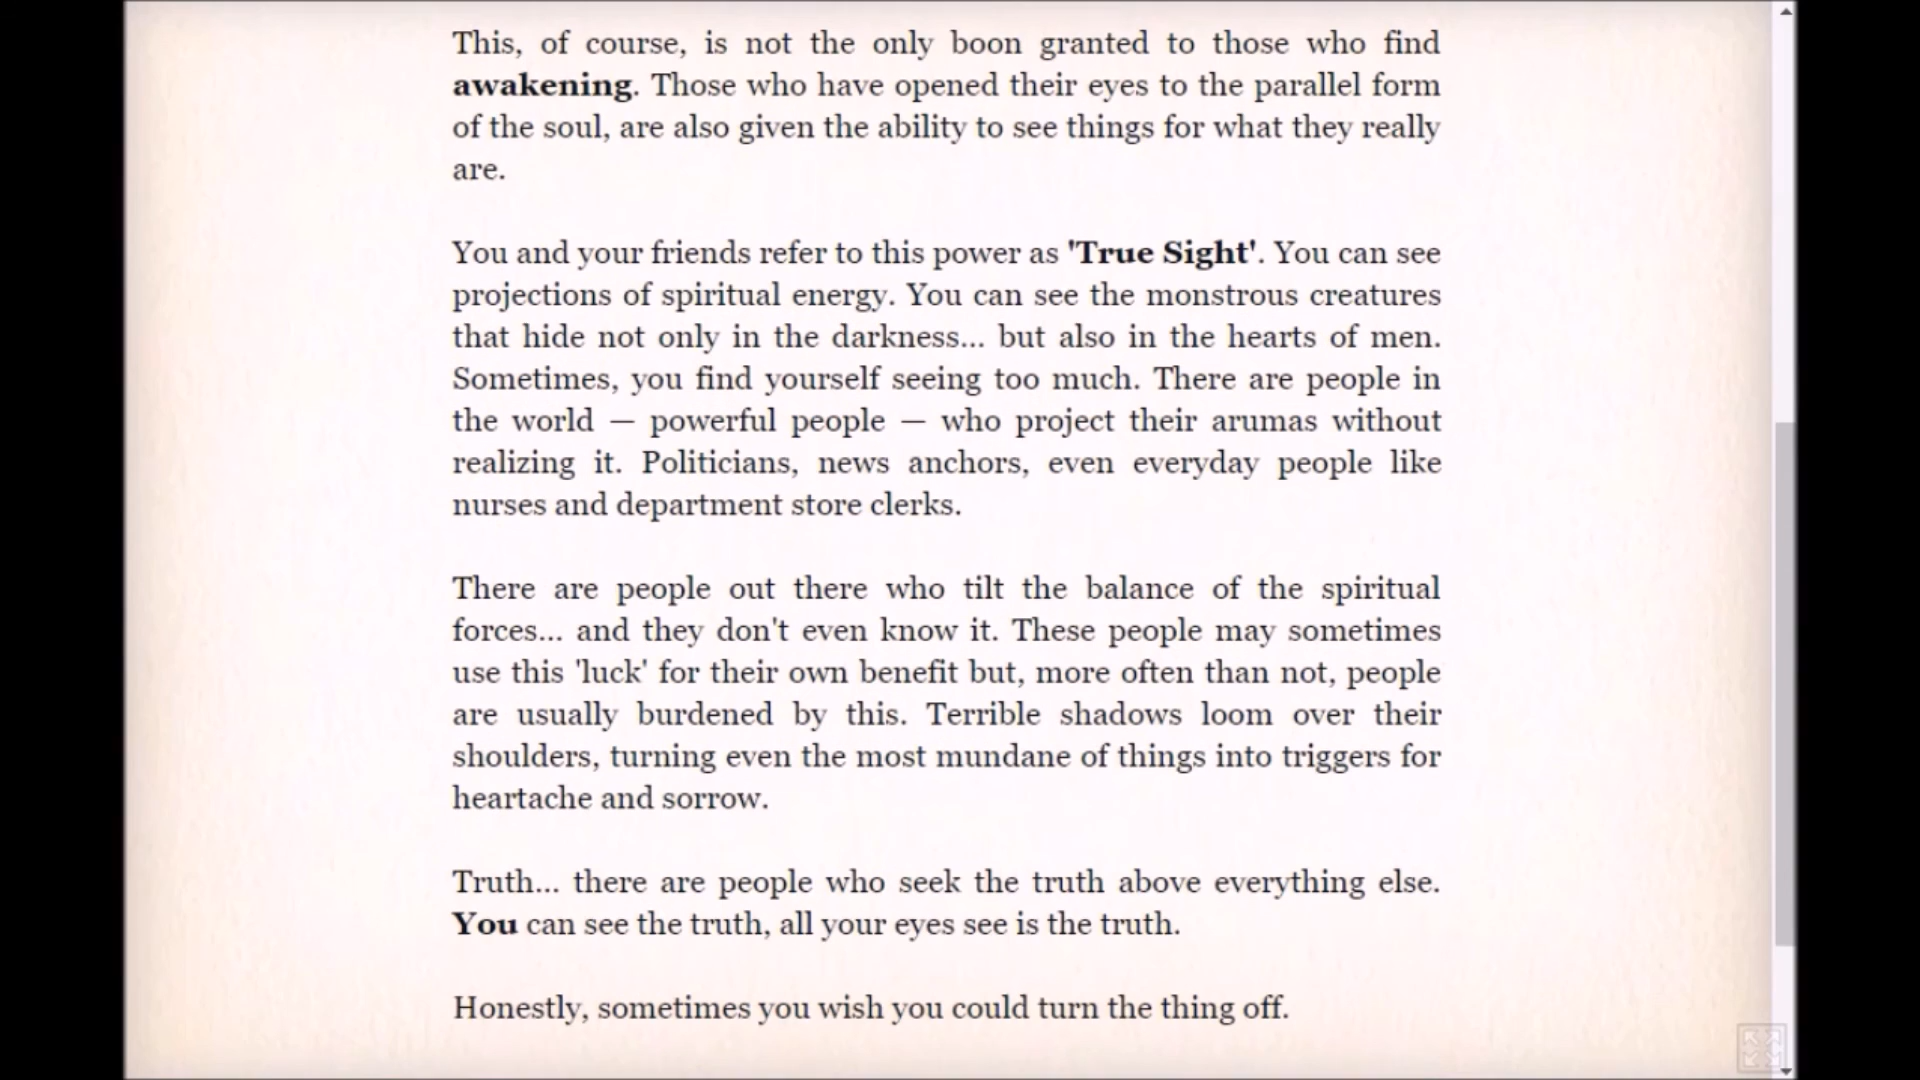 This, of course, is not the only boon granted to those who find
awakening. Those who have opened their eyes to the parallel form
of the soul, are also given the ability to see things for what they really
are.
You and your friends refer to this power as 'True Sight'. You can see
projections of spiritual energy. You can see the monstrous creatures
that hide not only in the darkness... but also in the hearts of men.
Sometimes, you find yourself seeing too much. There are people in
the world — powerful people — who project their arumas without
realizing it. Politicians, news anchors, even everyday people like
nurses and department store clerks.
There are people out there who tilt the balance of the spiritual
forces... and they don't even know it. These people may sometimes
use this 'luck' for their own benefit but, more often than not, people
are usually burdened by this. Terrible shadows loom over their
shoulders, turning even the most mundane of things into triggers for
heartache and sorrow.
Truth... there are people who seek the truth above everything else.
You can see the truth, all your eyes see is the truth.
Honestly, sometimes you wish you could turn the thing off.